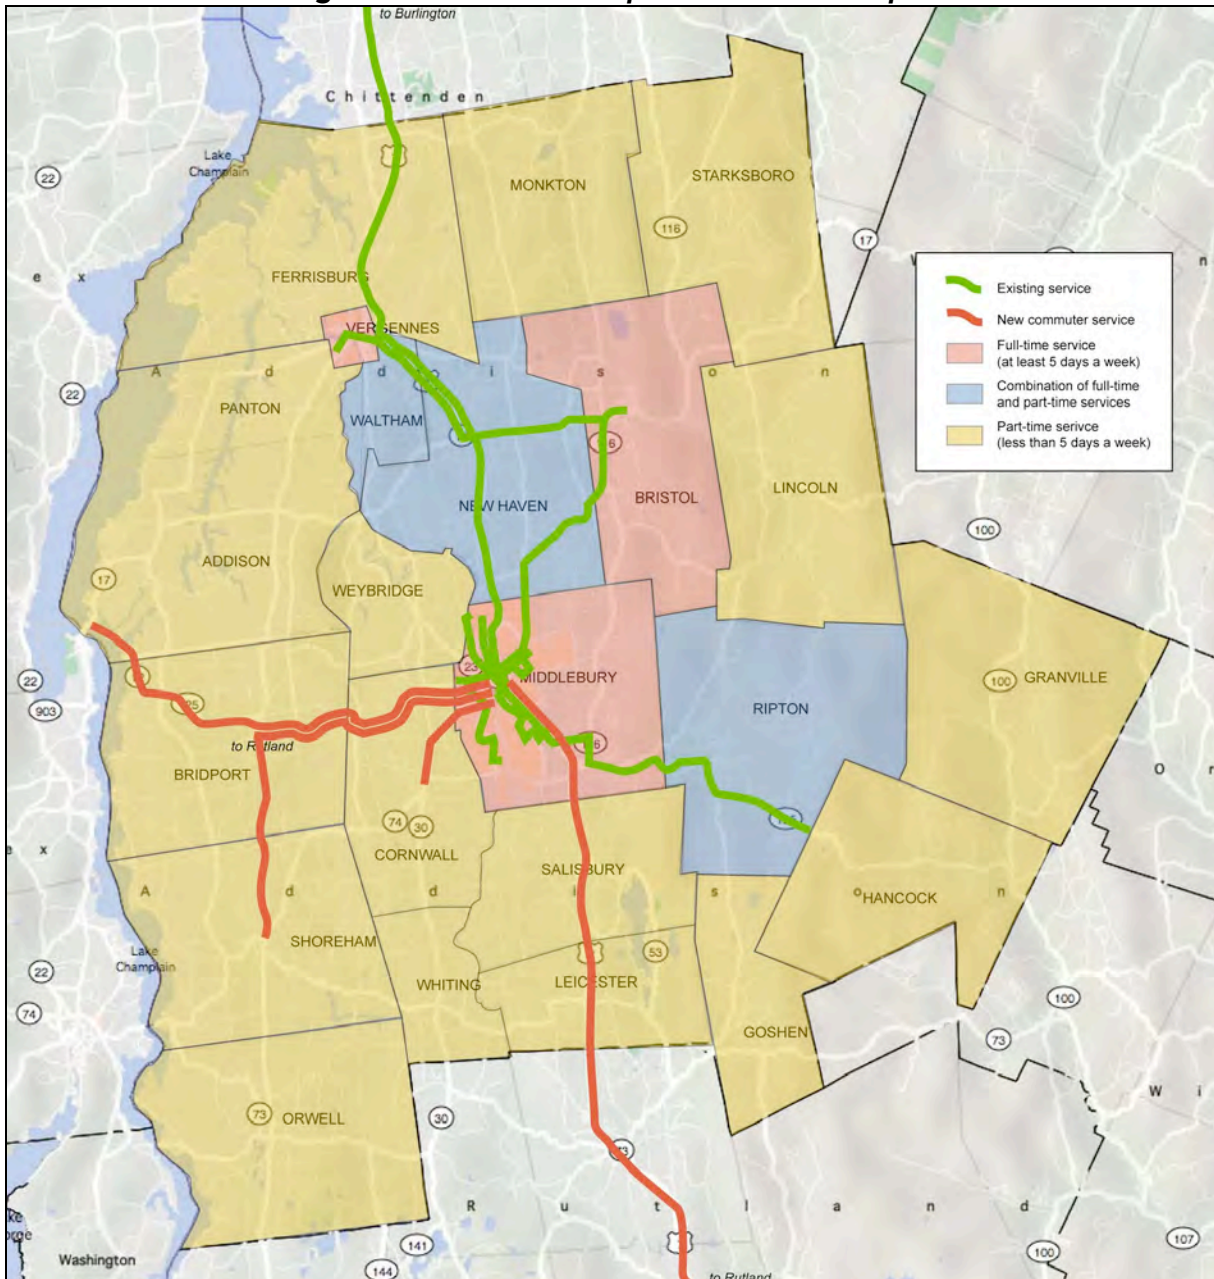 to Burlington
Chittenden
Lake
Champlain
22
MONKTON
STARKSBORO
116
17
e x
FERRISBURG
VERGENNES
n
Existing service
New commuter service
Full-time service
(at least 5 days a week)
Combination of full-time
and part-time services
Part-time serivce
(less than 5 days a week)
A d d i s o n
22
PANTON
WALTHAM
NEW HAVEN
BRISTOL
LINCOLN
100
ADDISON
17
WEYBRIDGE
23
MIDDLEBURY
RIPTON
100
GRANVILLE
22
903
to Rutland
BRIDPORT
O r
74
30
CORNWALL
SALISBURY
e x
A d d i s o n
HANCOCK
SHOREHAM
Lake
Champlain
53
22
WHITING
LEICESTER
100
74
GOSHEN
73
73
ORWELL
30
W i
R u t l a n d
Washington
141
144
100
107
to Rutland